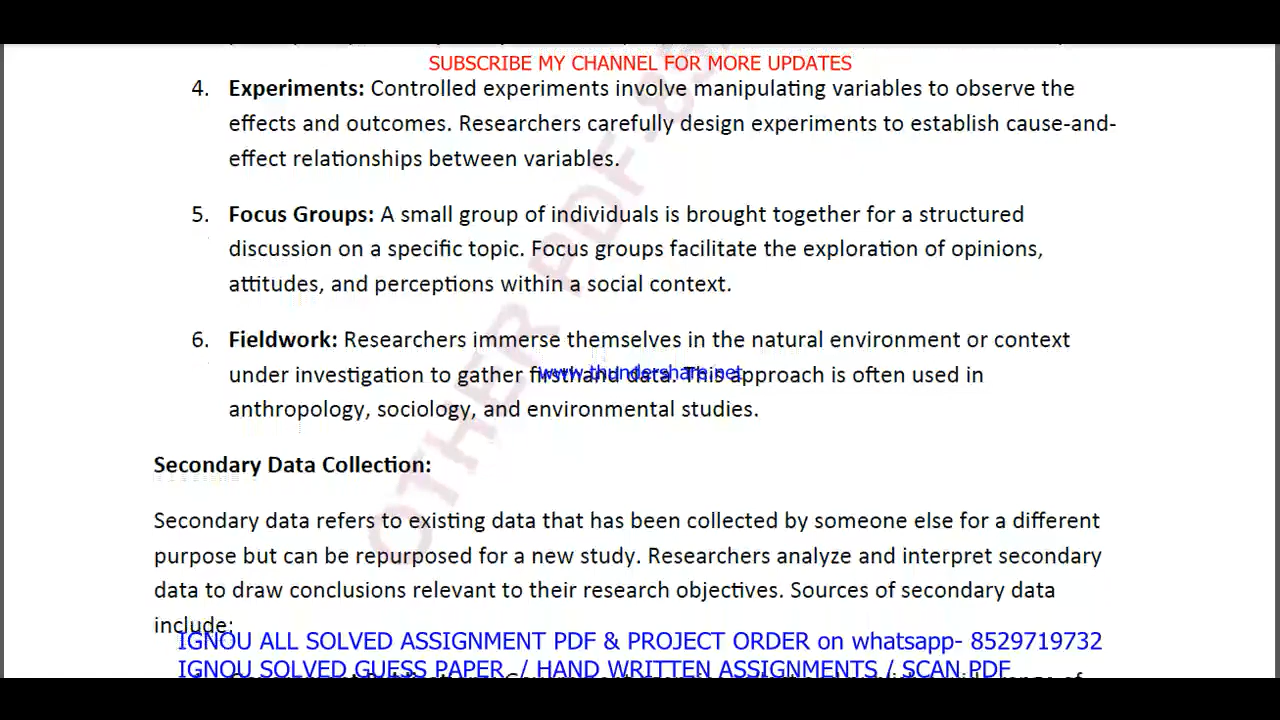 SUBSCRIBE MY CHANNEL FOR MORE UPDATES
4. Experiments: Controlled experiments involve manipulating variables to observe the
effects and outcomes. Researchers carefully design experiments to establish cause-and-
effect relationships between variables.
5. Focus Groups: A small group of individuals is brought together for a structured
discussion on a specific topic. Focus groups facilitate the exploration of opinions,
attitudes, and perceptions within a social context.
6. Fieldwork: Researchers immerse themselves in the natural environment or context
under investigation to gather firsthand data. This approach is often used in
www.thundershare.net
anthropology, sociology, and environmental studies.
OTHER PDF-85
Secondary Data Collection:
Secondary data refers to existing data that has been collected by someone else for a different
purpose but can be repurposed for a new study. Researchers analyze and interpret secondary
data to draw conclusions relevant to their research objectives. Sources of secondary data
include:
IGNOU ALL SOLVED ASSIGNMENT PDF & PROJECT ORDER on whatsapp- 8529719732
IGNOU SOLVED GUESS PAPER / HAND WRITTEN ASSIGNMENTS / SCAN PDF